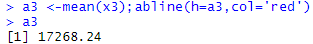 > a3 <-mean(x3);abline(h=a3,col='red')
> a3
[1] 17268.24